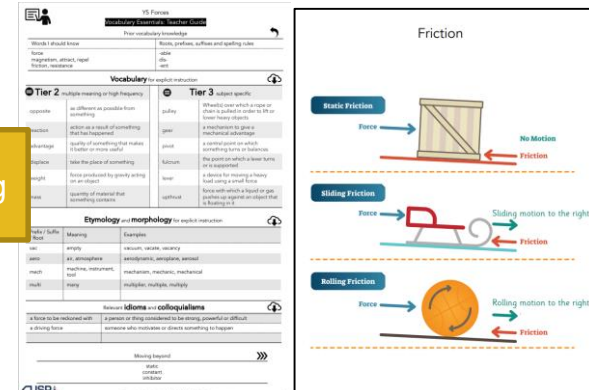 Y5 Forces
Vocabulary Essentials: Teacher Guide
Prior vocabulary knowledge
Words I should know
Roots, prefixes, suffixes and spelling rules
force
magnetism, attract, repel
friction, resistance
-able
dis-
-ent
Vocabulary for explicit instruction
Tier 2 multiple meaning or high frequency
Tier 3 subject specific
opposite
as different as possible from something
pulley
Wheel(s) over which a rope or chain is pulled in order to lift or lower heavy objects
action as a result of something that has happened
gear
a mechanism to give a mechanical advantage
quality of something that makes it better or more useful
pivot
a central point on which something turns or balances
take the place of something
fulcrum
the point on which a lever turns or is supported
force produced by gravity acting on an object
lever
a device for moving a heavy load using a small force
quantity of material that something contains
upthrust
force with which a liquid or gas pushes up against an object that is floating in it
Etymology and morphology for explicit instruction
Prefix / Suffix / Root
Meaning
Examples
vac
empty
vacuum, vacate, vacancy
aero
air, atmosphere
aerodynamic, aeroplane, aerosol
mech
machine, instrument, tool
mechanism, mechanic, mechanical
multi
many
multiplier, multiple, multiply
Relevant idioms and colloquialisms
a force to be reckoned with
a person or thing considered to be strong, powerful or difficult
a driving force
someone who motivates or directs something to happen
Moving beyond
static
constant
inhibitor
Friction
Static Friction
Force
No Motion
Friction
Sliding Friction
Force
Sliding motion to the right
Friction
Rolling Friction
Force
Rolling motion to the right
Friction